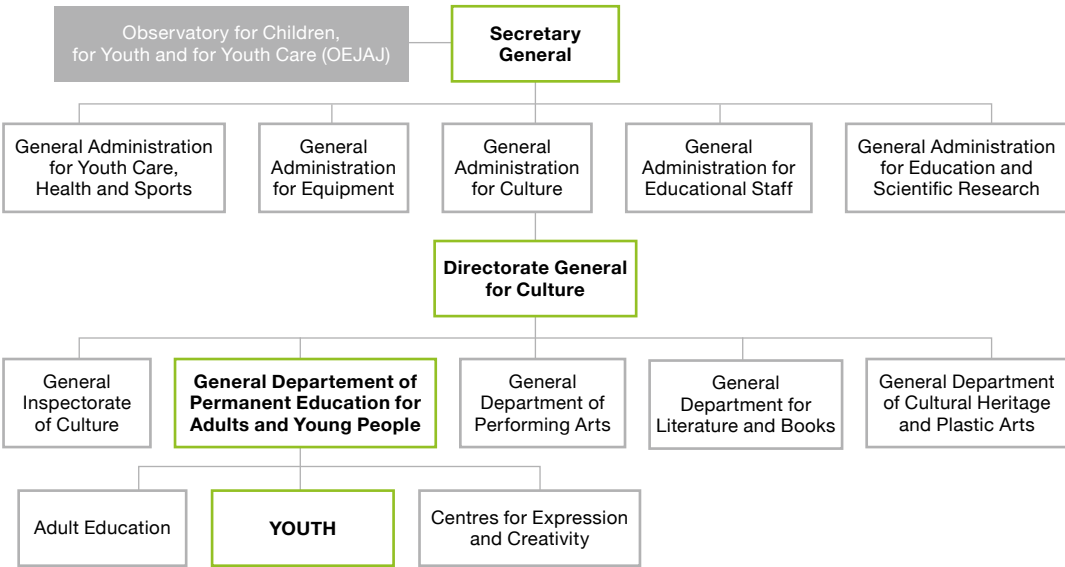 Observatory for Children,
for Youth and for Youth Care (OEJAJ)
Secretary
General
General Administration
for Youth Care,
Health and Sports
General
Administration
for Equipment
General
Administration
for Culture
General
Administration for
Educational Staff
General Administration
for Education and
Scientific Research
Directorate General
for Culture
General
Inspectorate
of Culture
General Departement of
Permanent Education for
Adults and Young People
General
Department of
Performing Arts
General
Department for
Literature and Books
General Department
of Cultural Heritage
and Plastic Arts
Adult Education
YOUTH
Centres for Expression
and Creativity